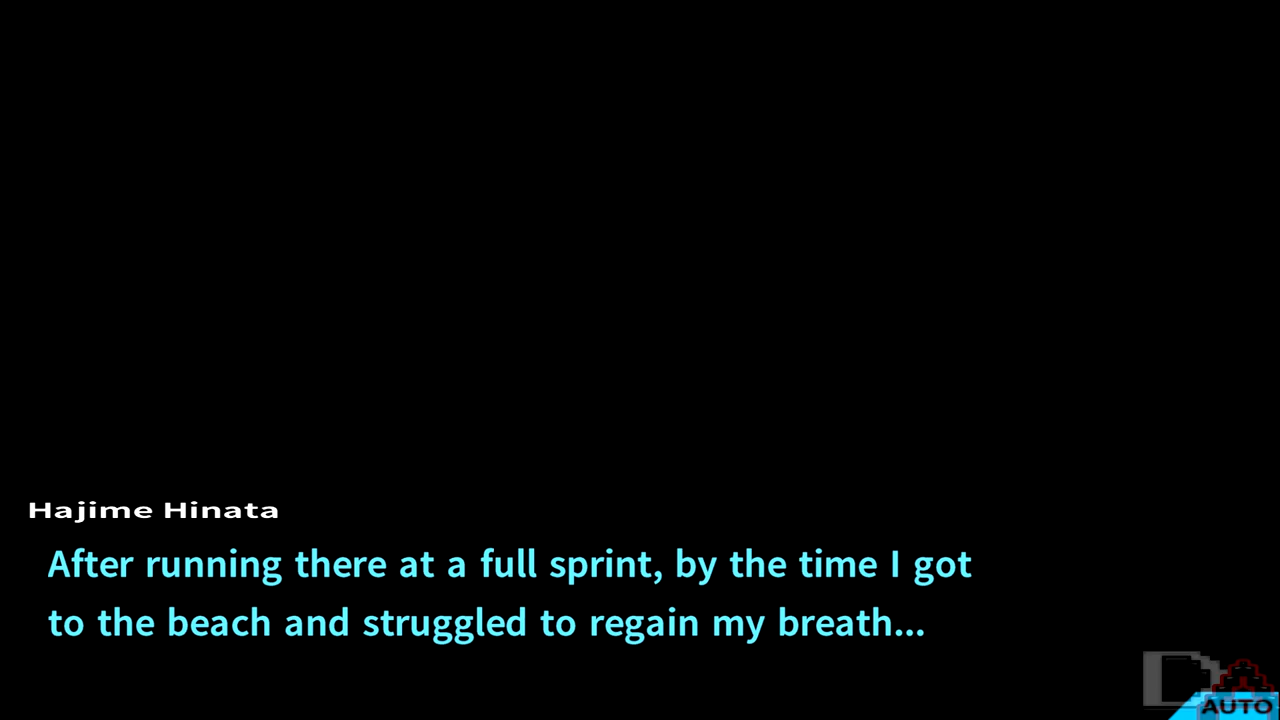 Hajime Hinata
After running there at a full sprint, by the time I got
to the beach and struggled to regain my breath...
AUTO